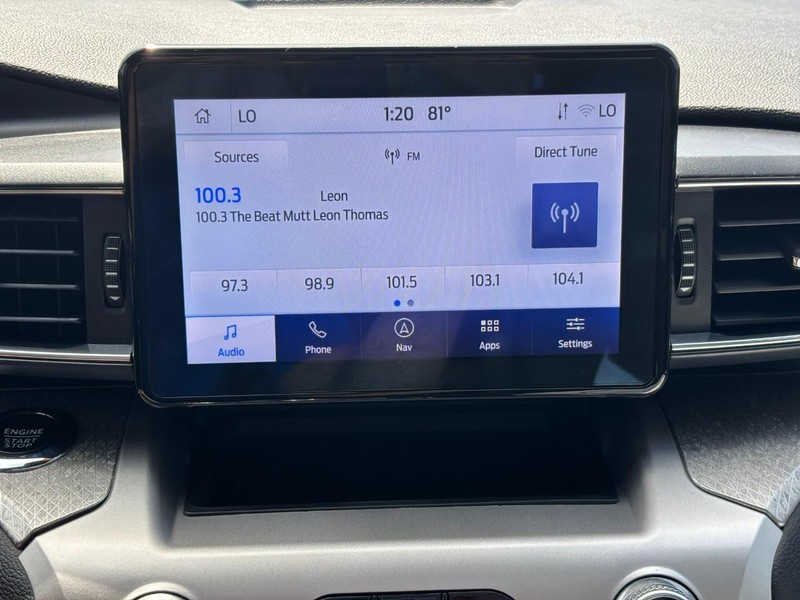 LO 1:20 81° LO
Sources FM Direct Tune
100.3 Leon
100.3 The Beat Mutt Leon Thomas
97.3 98.9 101.5 103.1 104.1
Audio Phone Nav Apps Settings
ENGINE
START
STOP